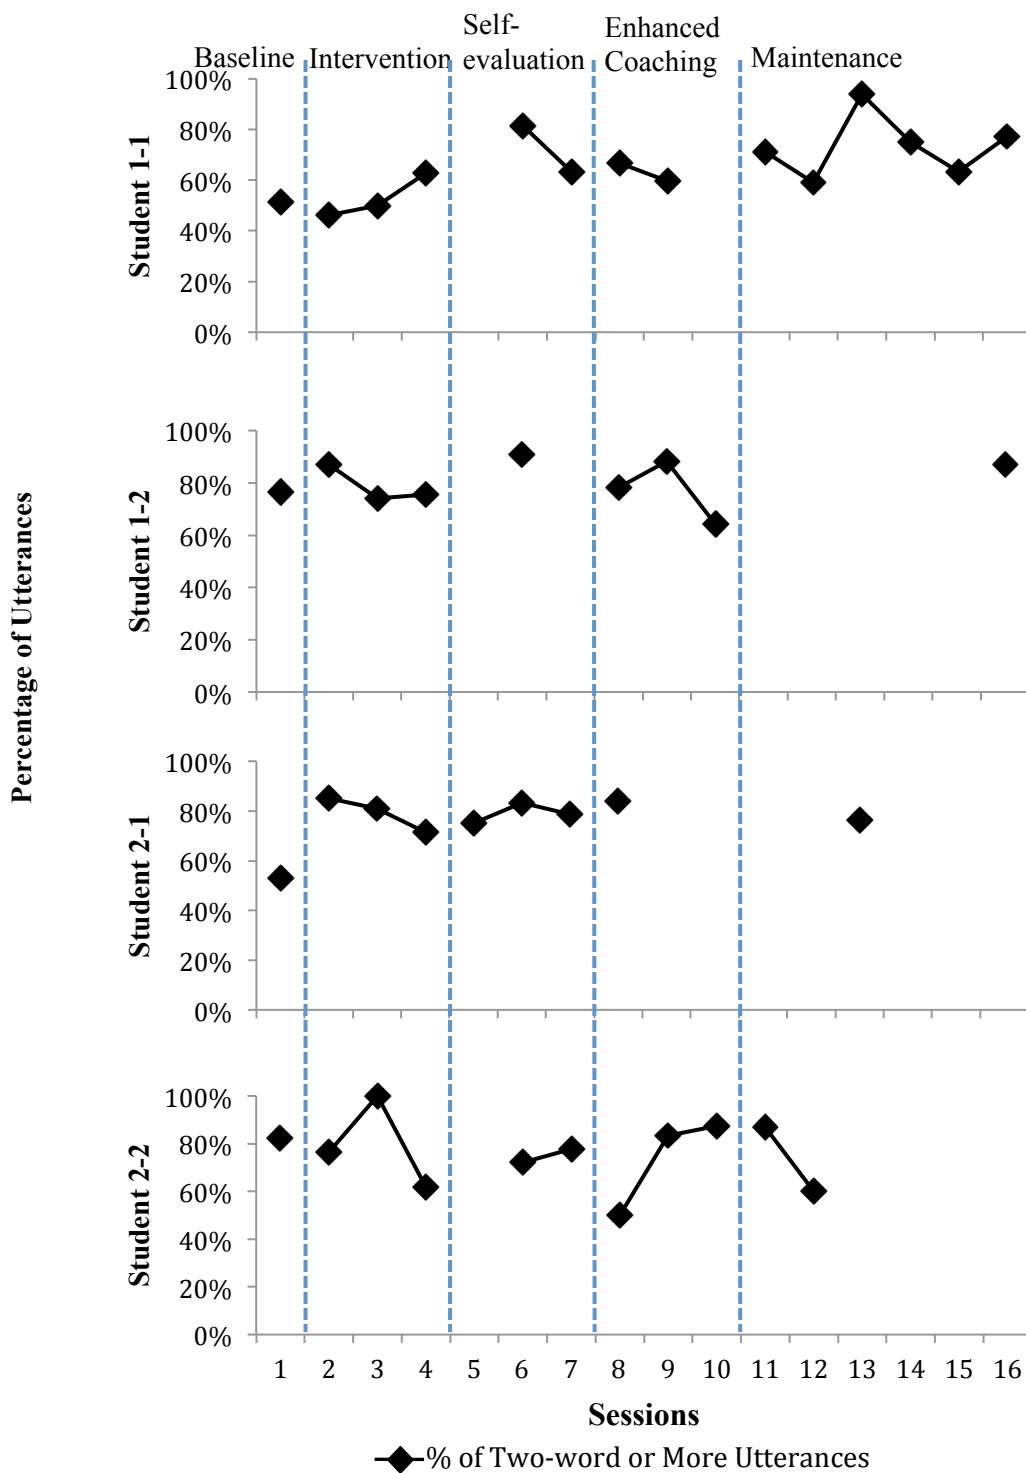 Self-
evaluation
Enhanced
Coaching
Baseline
Intervention
Maintenance
Percentage of Utterances
Student 1-1
100%
80%
60%
40%
20%
0%
Student 1-2
100%
80%
60%
40%
20%
0%
Student 2-1
100%
80%
60%
40%
20%
0%
Student 2-2
100%
80%
60%
40%
20%
0%
1 2 3 4 5 6 7 8 9 10 11 12 13 14 15 16
Sessions
% of Two-word or More Utterances